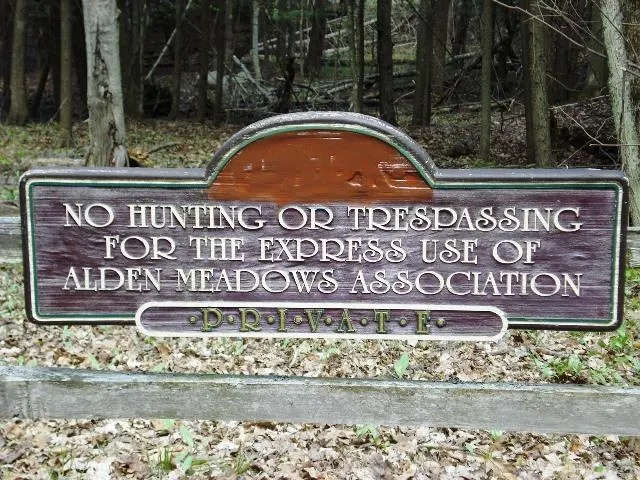 NO HUNTING OR TRESPASSING
FOR THE EXPRESS USE OF
ALDEN MEADOWS ASSOCIATION
·P·R·I·V·A·T·E·